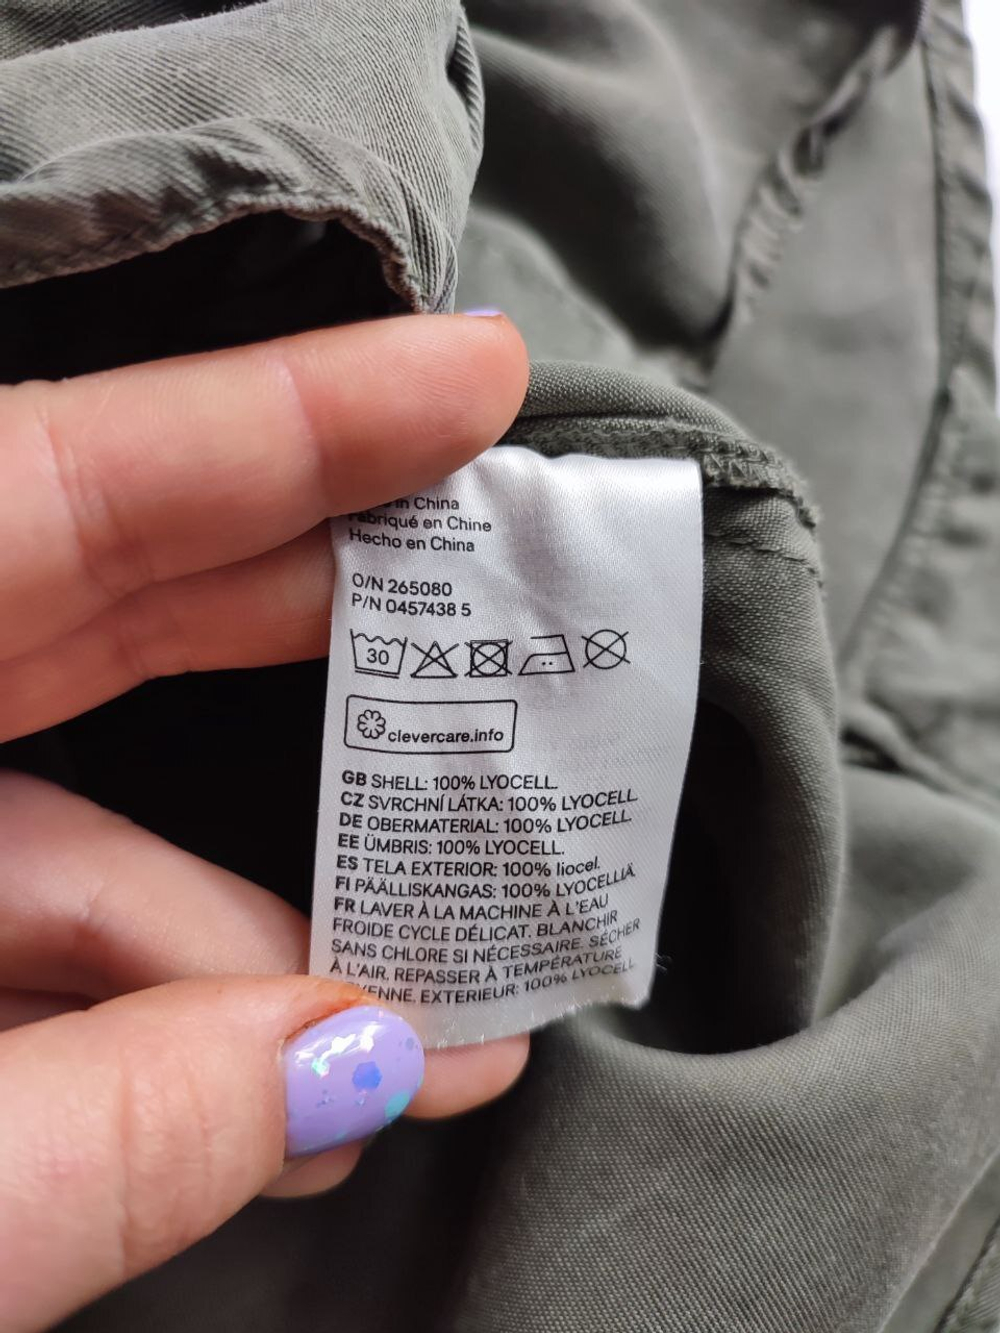 in China
Fabriqué en Chine
Hecho en China
O/N 265080
P/N 0457438 5
30
clevercare.info
GB SHELL: 100% LYOCELL.
CZ SVRCHNÍ LÁTKA: 100% LYOCELL
DE OBERMATERIAL: 100% LYOCELL.
EE ÜMBRIS: 100% LYOCELL.
ES TELA EXTERIOR: 100% liocel.
FI PÄÄLLISKANGAS: 100% LYOCELLIÄ
FR LAVER À LA MACHINE À L'EAU
FROIDE CYCLE DÉLICAT. BLANCHIR
SANS CHLORE SI NÉCESSAIRE. SÉCHER
À L'AIR. REPASSER À TEMPÉRATURE
EXTERIEUR: 100% LYOCELL